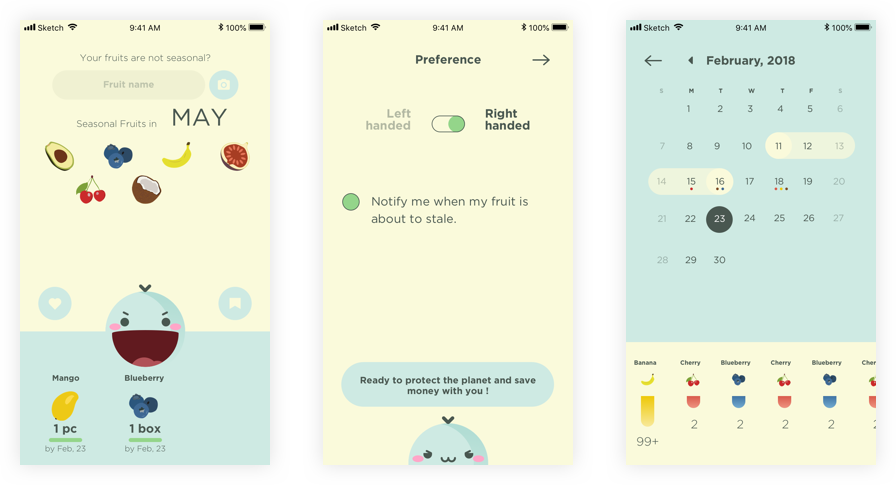 Sketch 9:41 AM 100%
Your fruits are not seasonal?
Fruit name
Seasonal Fruits in MAY
Mango Blueberry
1 pc 1 box
by Feb, 23 by Feb, 23
Sketch 9:41 AM 100%
Preference
Left
handed
Right
handed
Notify me when my fruit is
about to stale.
Ready to protect the planet and save
money with you !
Sketch 9:41 AM 100%
February, 2018
S M T W T F S
1 2 3 4 5 6
7 8 9 10 11 12 13
14 15 16 17 18 19 20
21 22 23 24 25 26 27
28 29 30
Banana Cherry Blueberry Cherry Blueberry Cherr
99+ 2 2 2 2 2